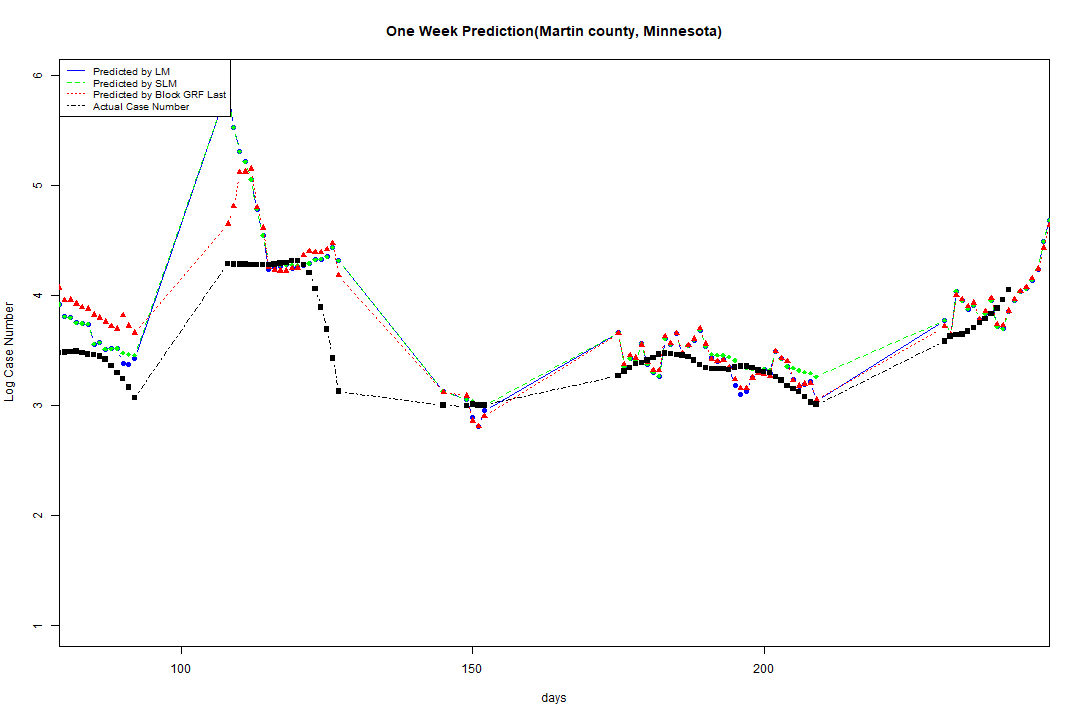 One Week Prediction(Martin county, Minnesota)
Predicted by LM
Predicted by SLM
Predicted by Block GRF Last
Actual Case Number
6
5
4
3
2
1
Log Case Number
100 150 200
days